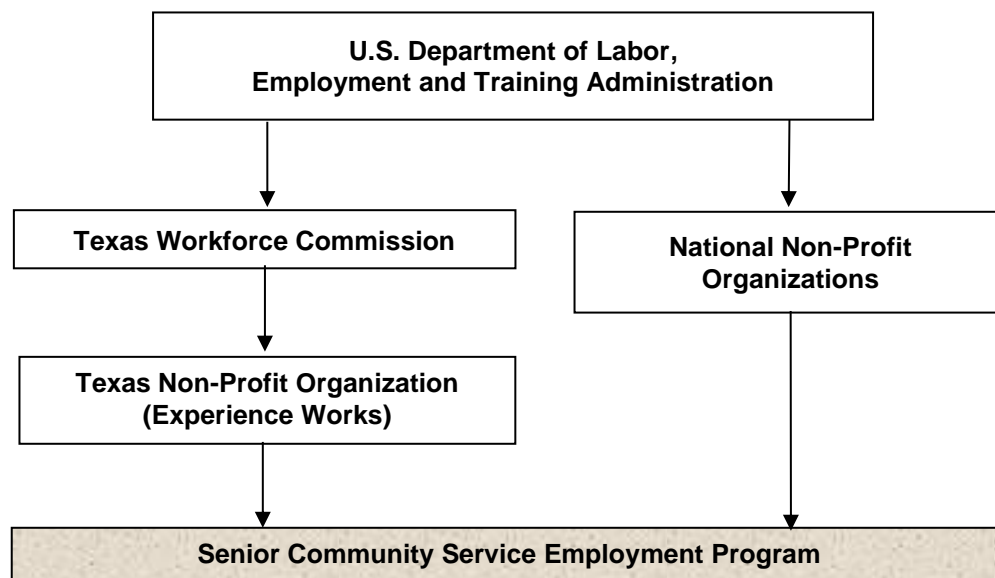 U.S. Department of Labor,
Employment and Training Administration
Texas Workforce Commission
National Non-Profit
Organizations
Texas Non-Profit Organization
(Experience Works)
Senior Community Service Employment Program